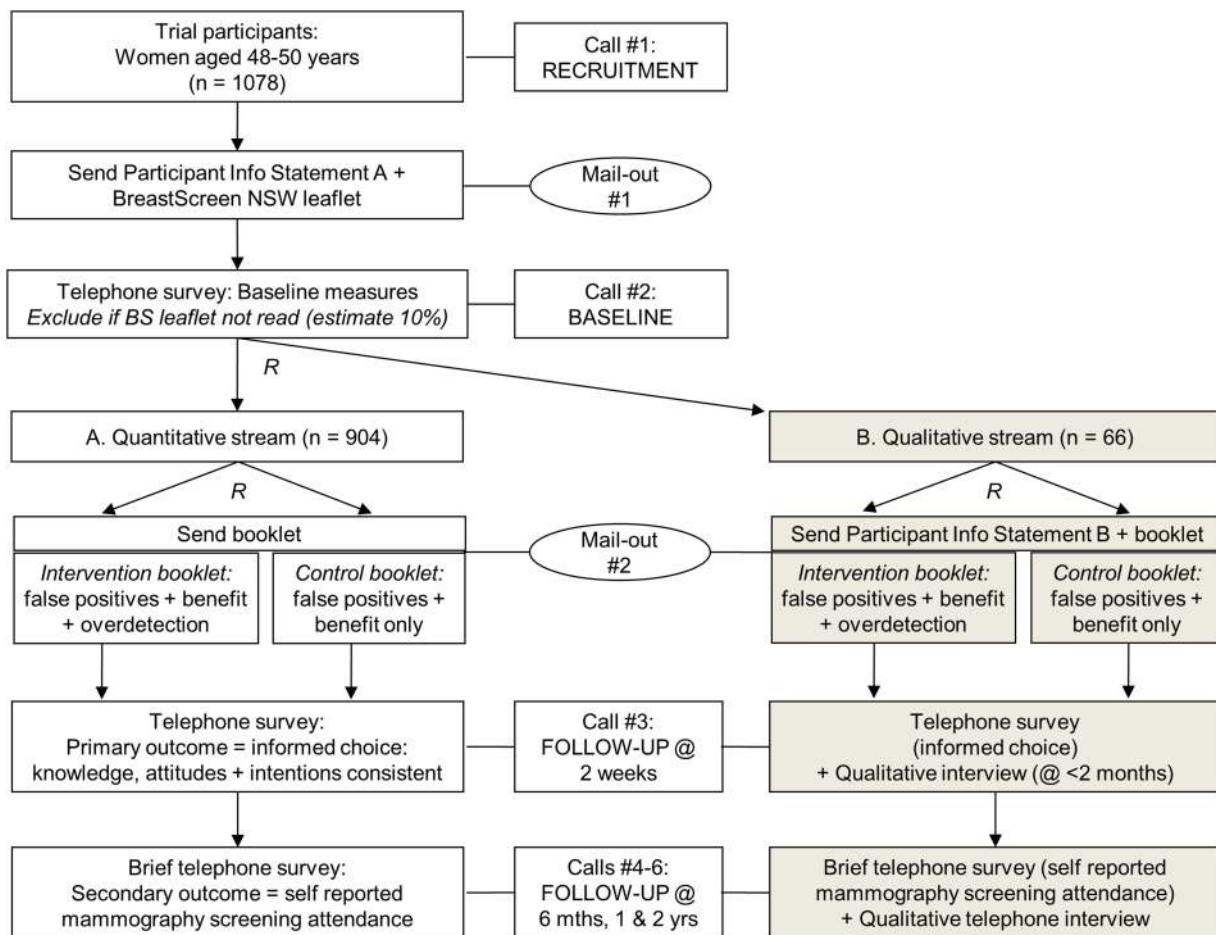 Trial participants:
Women aged 48-50 years
(n = 1078)
Call #1:
RECRUITMENT
Send Participant Info Statement A +
BreastScreen NSW leaflet
Mail-out
#1
Telephone survey: Baseline measures
Exclude if BS leaflet not read (estimate 10%)
Call #2:
BASELINE
R
A. Quantitative stream (n = 904)
B. Qualitative stream (n = 66)
R
R
Send booklet
Mail-out
#2
Send Participant Info Statement B + booklet
Intervention booklet:
false positives + benefit
+ overdetection
Control booklet:
false positives +
benefit only
Intervention booklet:
false positives + benefit
+ overdetection
Control booklet:
false positives +
benefit only
Telephone survey:
Primary outcome = informed choice:
knowledge, attitudes + intentions consistent
Call #3:
FOLLOW-UP @
2 weeks
Telephone survey
(informed choice)
+ Qualitative interview (@ <2 months)
Brief telephone survey:
Secondary outcome = self reported
mammography screening attendance
Calls #4-6:
FOLLOW-UP @
6 mths, 1 & 2 yrs
Brief telephone survey (self reported
mammography screening attendance)
+ Qualitative telephone interview